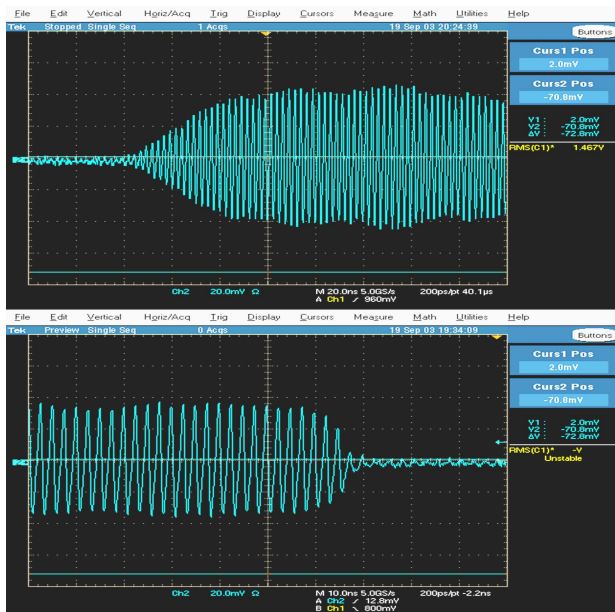 File Edit Vertical Horiz/Acq Trig Display Cursors Measure Math Utilities Help
Tek Stopped Single Seq 1 Acqs 19 Sep 03 20:24:39 Buttons
Curs1 Pos
2.0mV
Curs2 Pos
-70.8mV
V1 : 2.0mV
V2 : -70.8mV
ΔV : -72.8mV
RMS(C1)* 1.467V
Ch2 20.0mV Ω M 20.0ns 5.0GS/s 200ps/pt 40.1µs
A Ch1 ∕ 960mV
File Edit Vertical Horiz/Acq Trig Display Cursors Measure Math Utilities Help
Tek Preview Single Seq 0 Acqs 19 Sep 03 19:34:09 Buttons
Curs1 Pos
2.0mV
Curs2 Pos
-70.8mV
V1 : 2.0mV
V2 : -70.8mV
ΔV : -72.8mV
RMS(C1)* -V
Unstable
Ch2 20.0mV Ω M 10.0ns 5.0GS/s 200ps/pt -2.2ns
A Ch2 ∕ 12.8mV
B Ch1 ∖ 800mV